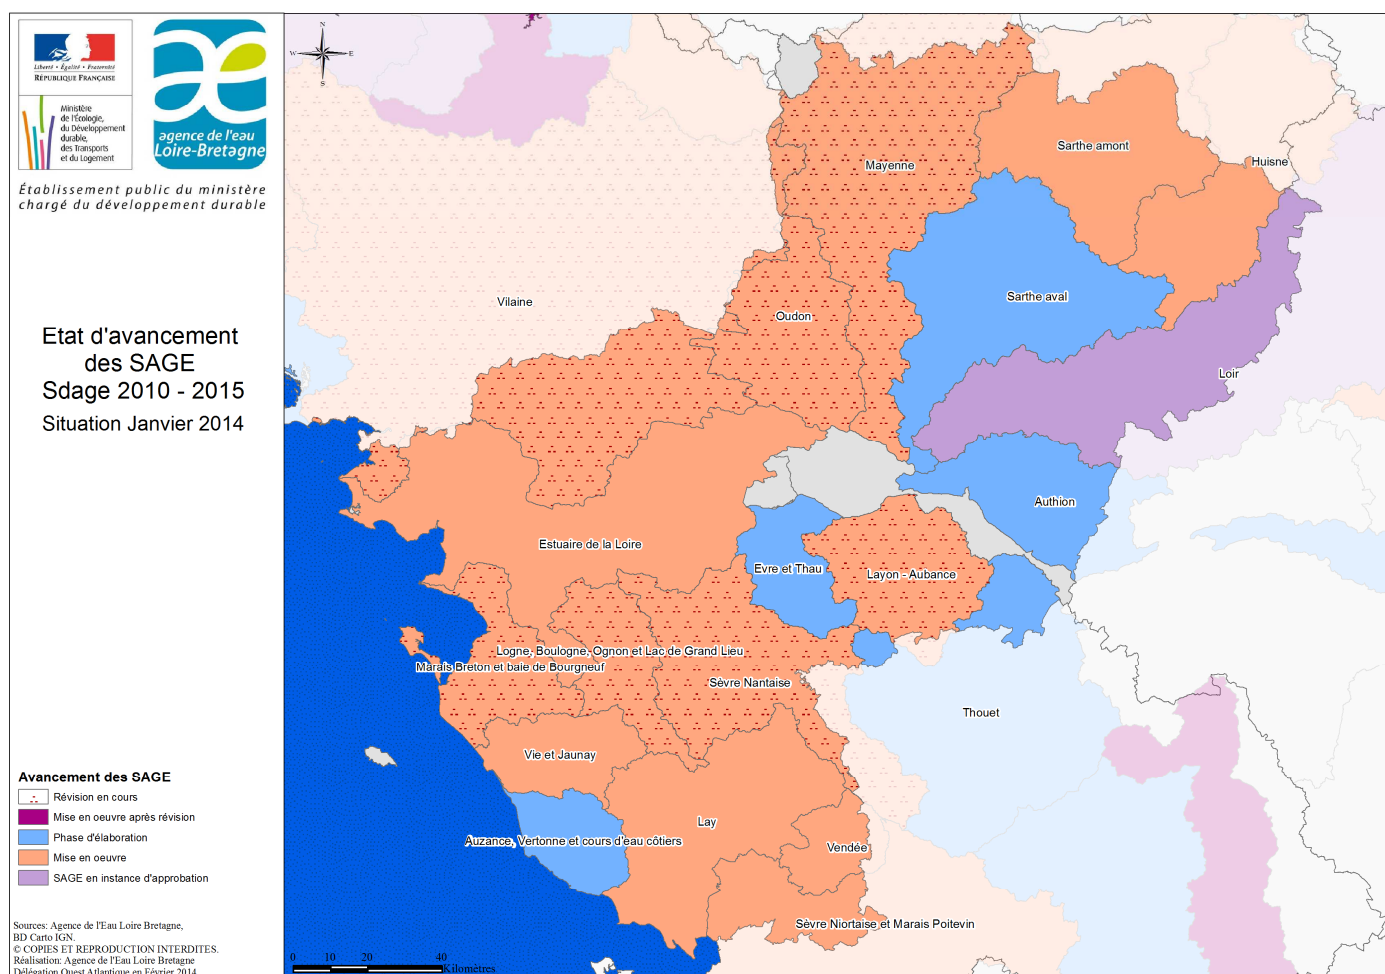 Liberté • Égalité • Fraternité
RÉPUBLIQUE FRANÇAISE
Ministère
de l'Écologie,
du Développement
durable,
des Transports
et du Logement
agence de l'eau
Loire-Bretagne
Établissement public du ministère
chargé du développement durable
Etat d'avancement
des SAGE
Sdage 2010 - 2015
Situation Janvier 2014
Avancement des SAGE
Révision en cours
Mise en oeuvre après révision
Phase d'élaboration
Mise en oeuvre
SAGE en instance d'approbation
Sources: Agence de l'Eau Loire Bretagne,
BD Carto IGN.
© COPIES ET REPRODUCTION INTERDITES.
Réalisation: Agence de l'Eau Loire Bretagne
Délégation Ouest Atlantique en Février 2014
N
W E
S
Sarthe amont
Mayenne
Huisne
Vilaine
Sarthe aval
Oudon
Loir
Authion
Estuaire de la Loire
Evre et Thau
Layon - Aubance
Logne, Boulogne, Ognon et Lac de Grand Lieu
Marais Breton et baie de Bourgneuf
Sèvre Nantaise
Thouet
Vie et Jaunay
Lay
Auzance, Vertonne et cours d'eau côtiers
Vendée
Sèvre Niortaise et Marais Poitevin
0 10 20 40
Kilomètres